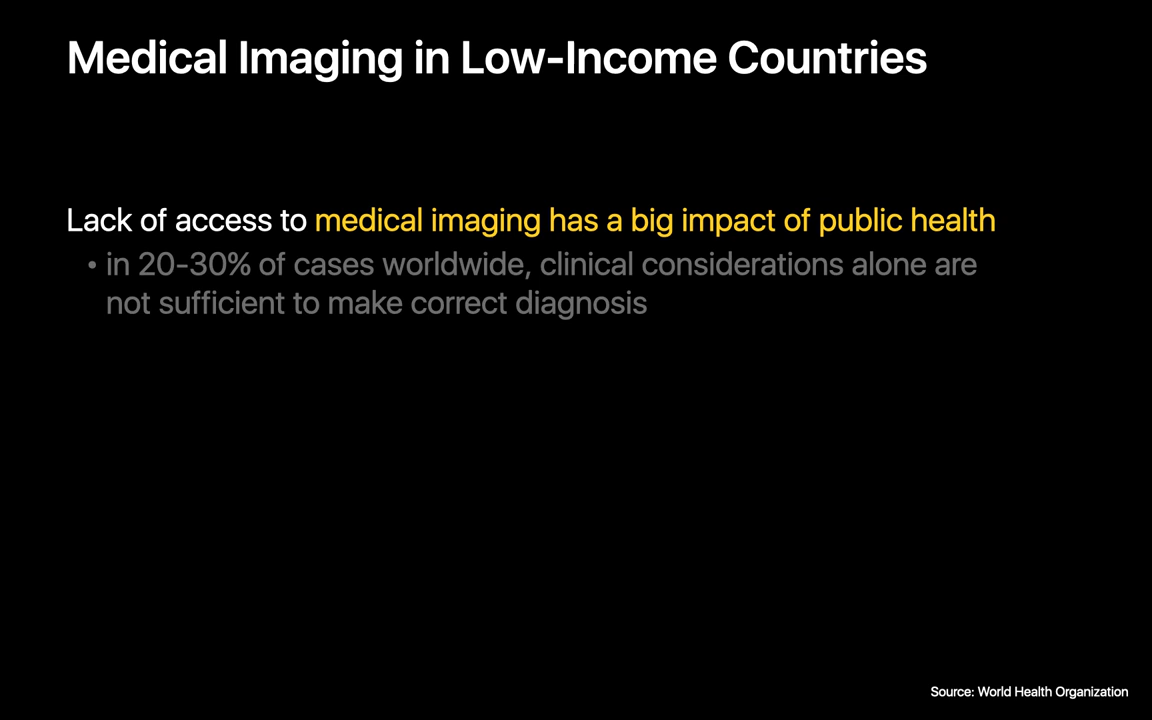 Medical Imaging in Low-Income Countries
Lack of access to medical imaging has a big impact of public health
• in 20-30% of cases worldwide, clinical considerations alone are
not sufficient to make correct diagnosis
Source: World Health Organization